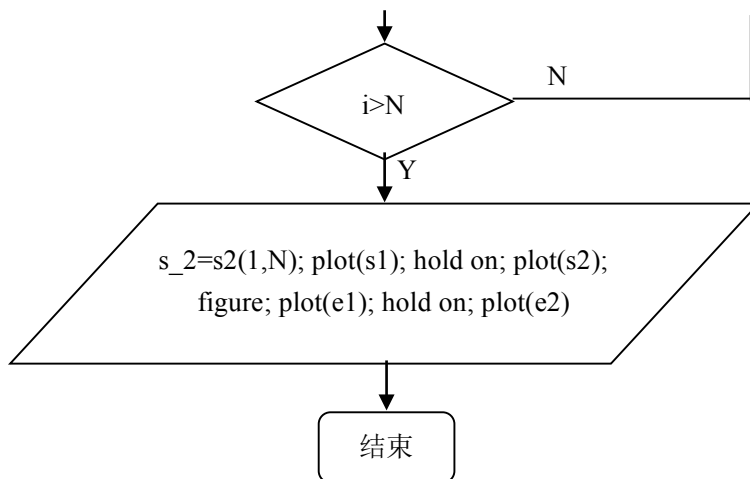 i>N
N
Y
s_2=s2(1,N); plot(s1); hold on; plot(s2);
figure; plot(e1); hold on; plot(e2)
结束